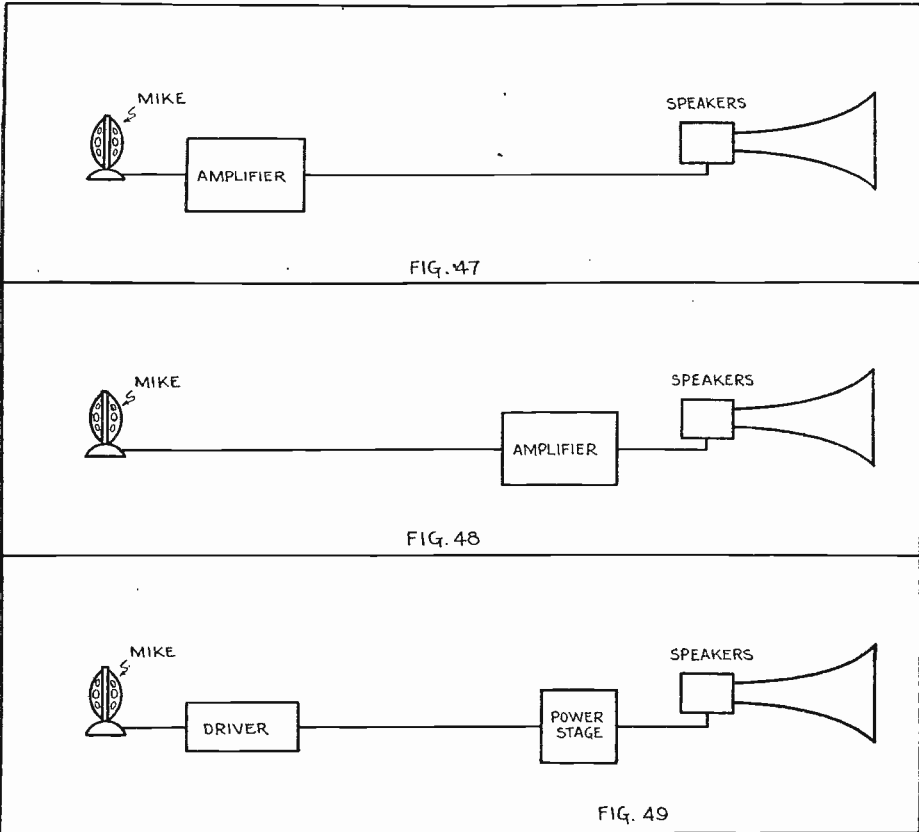 MIKE
SPEAKERS
AMPLIFIER
FIG. 47
MIKE
SPEAKERS
AMPLIFIER
FIG. 48
MIKE
SPEAKERS
DRIVER
POWER
STAGE
FIG. 49